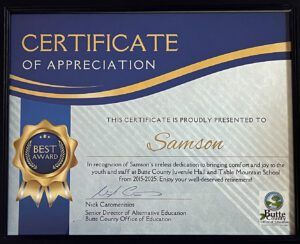 CERTIFICATE
OF APPRECIATION
THIS CERTIFICATE IS PROUDLY PRESENTED TO
Samson
BEST
AWARD
In recognition of Samson's tireless dedication to bringing comfort and joy to the
youth and staff at Butte County Juvenile Hall and Table Mountain School
from 2015-2025. Enjoy your well-deserved retirement!
Nick
Senior Director of Alternative Education
Butte County Office of Education
Butte
County